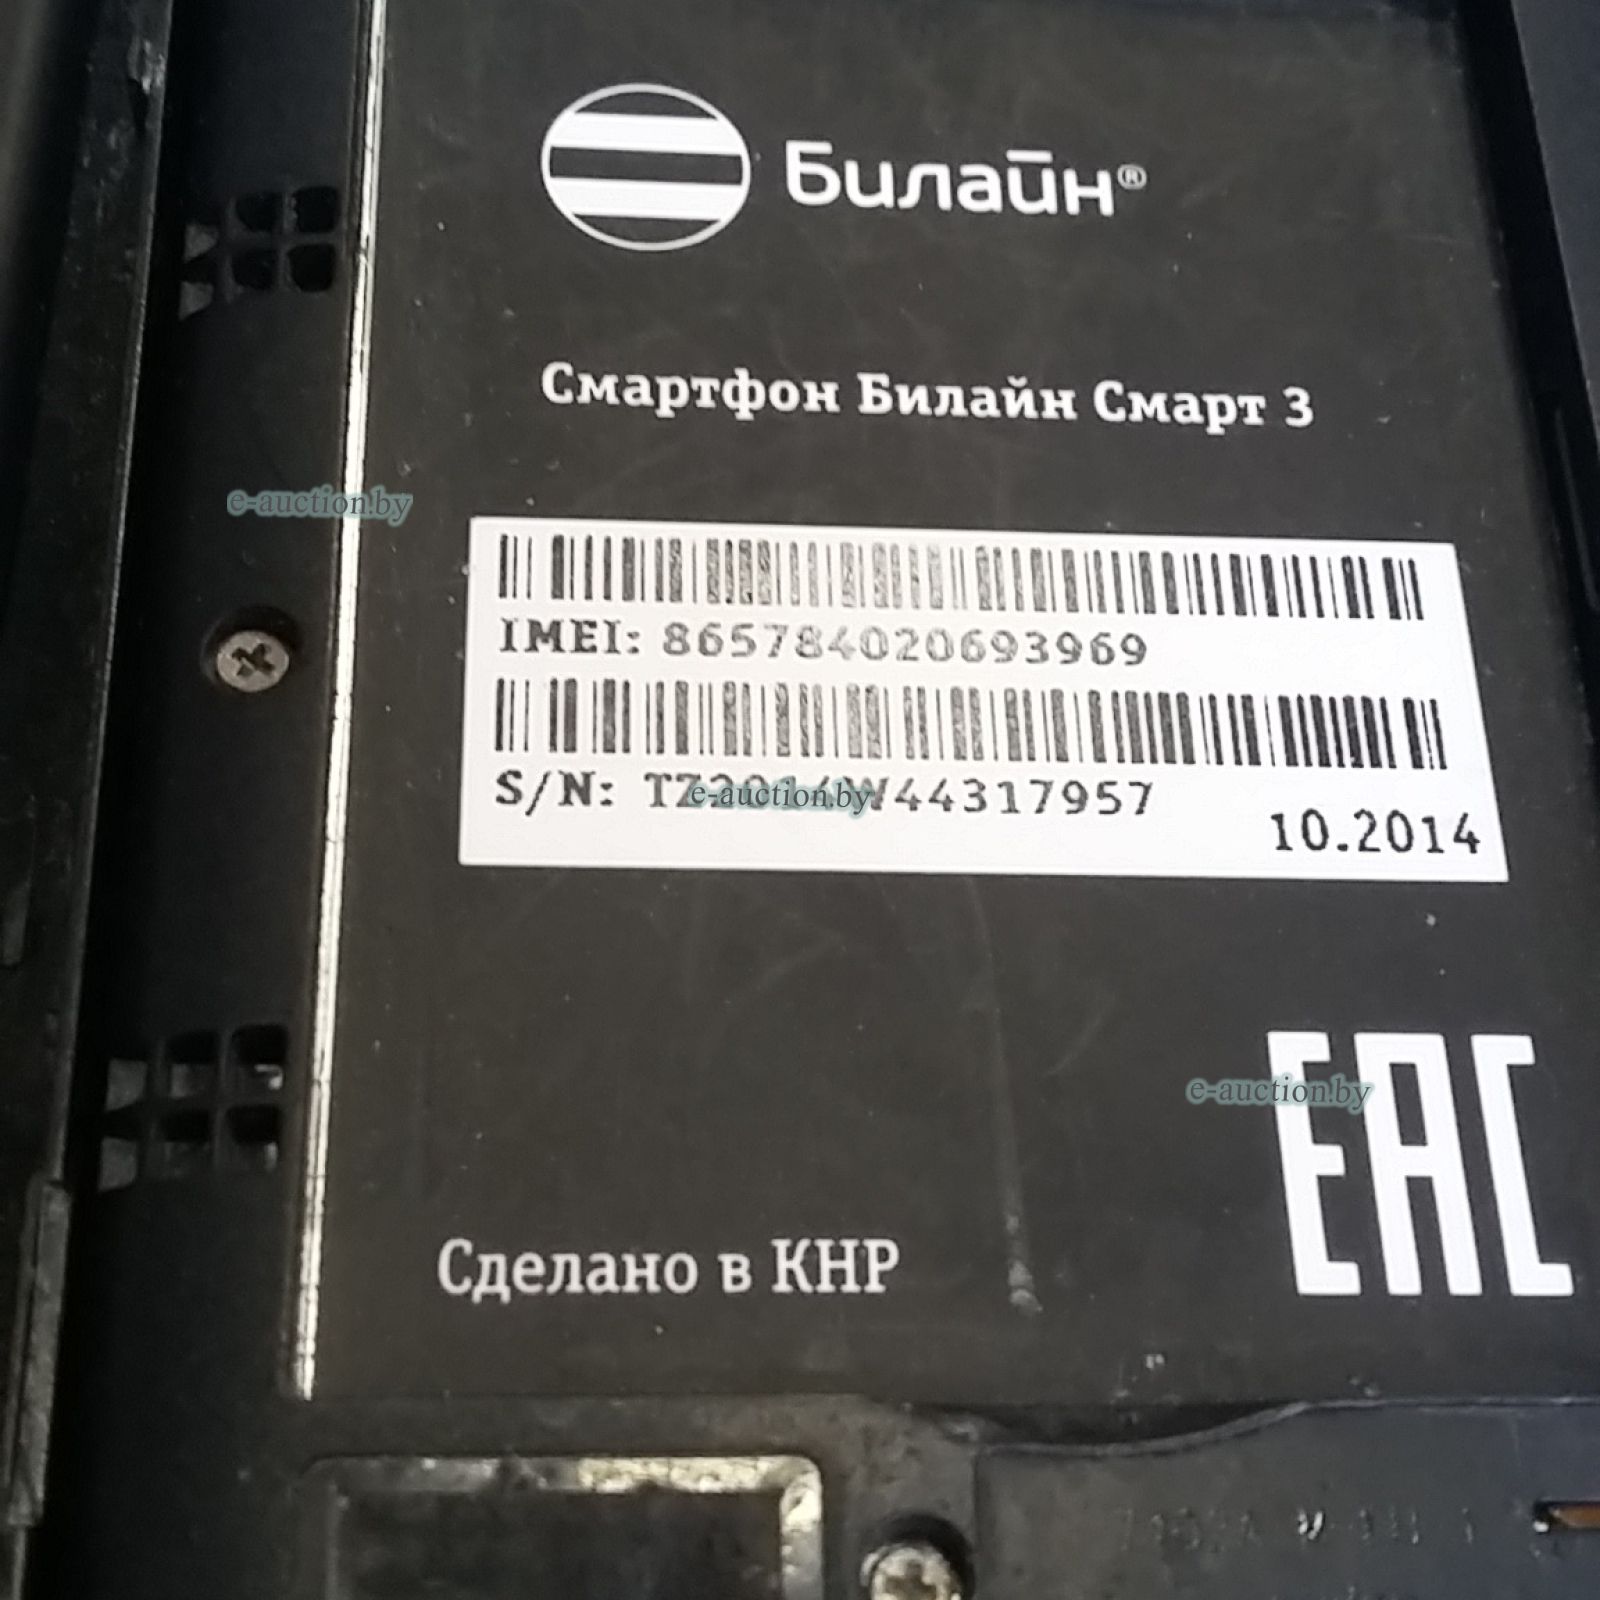 Билайн®
Смартфон Билайн Смарт 3
e-auction.by
IMEI: 865784020693969
S/N:
e-auction.by
10.2014
EAC
e-auction.by
Сделано в КНР